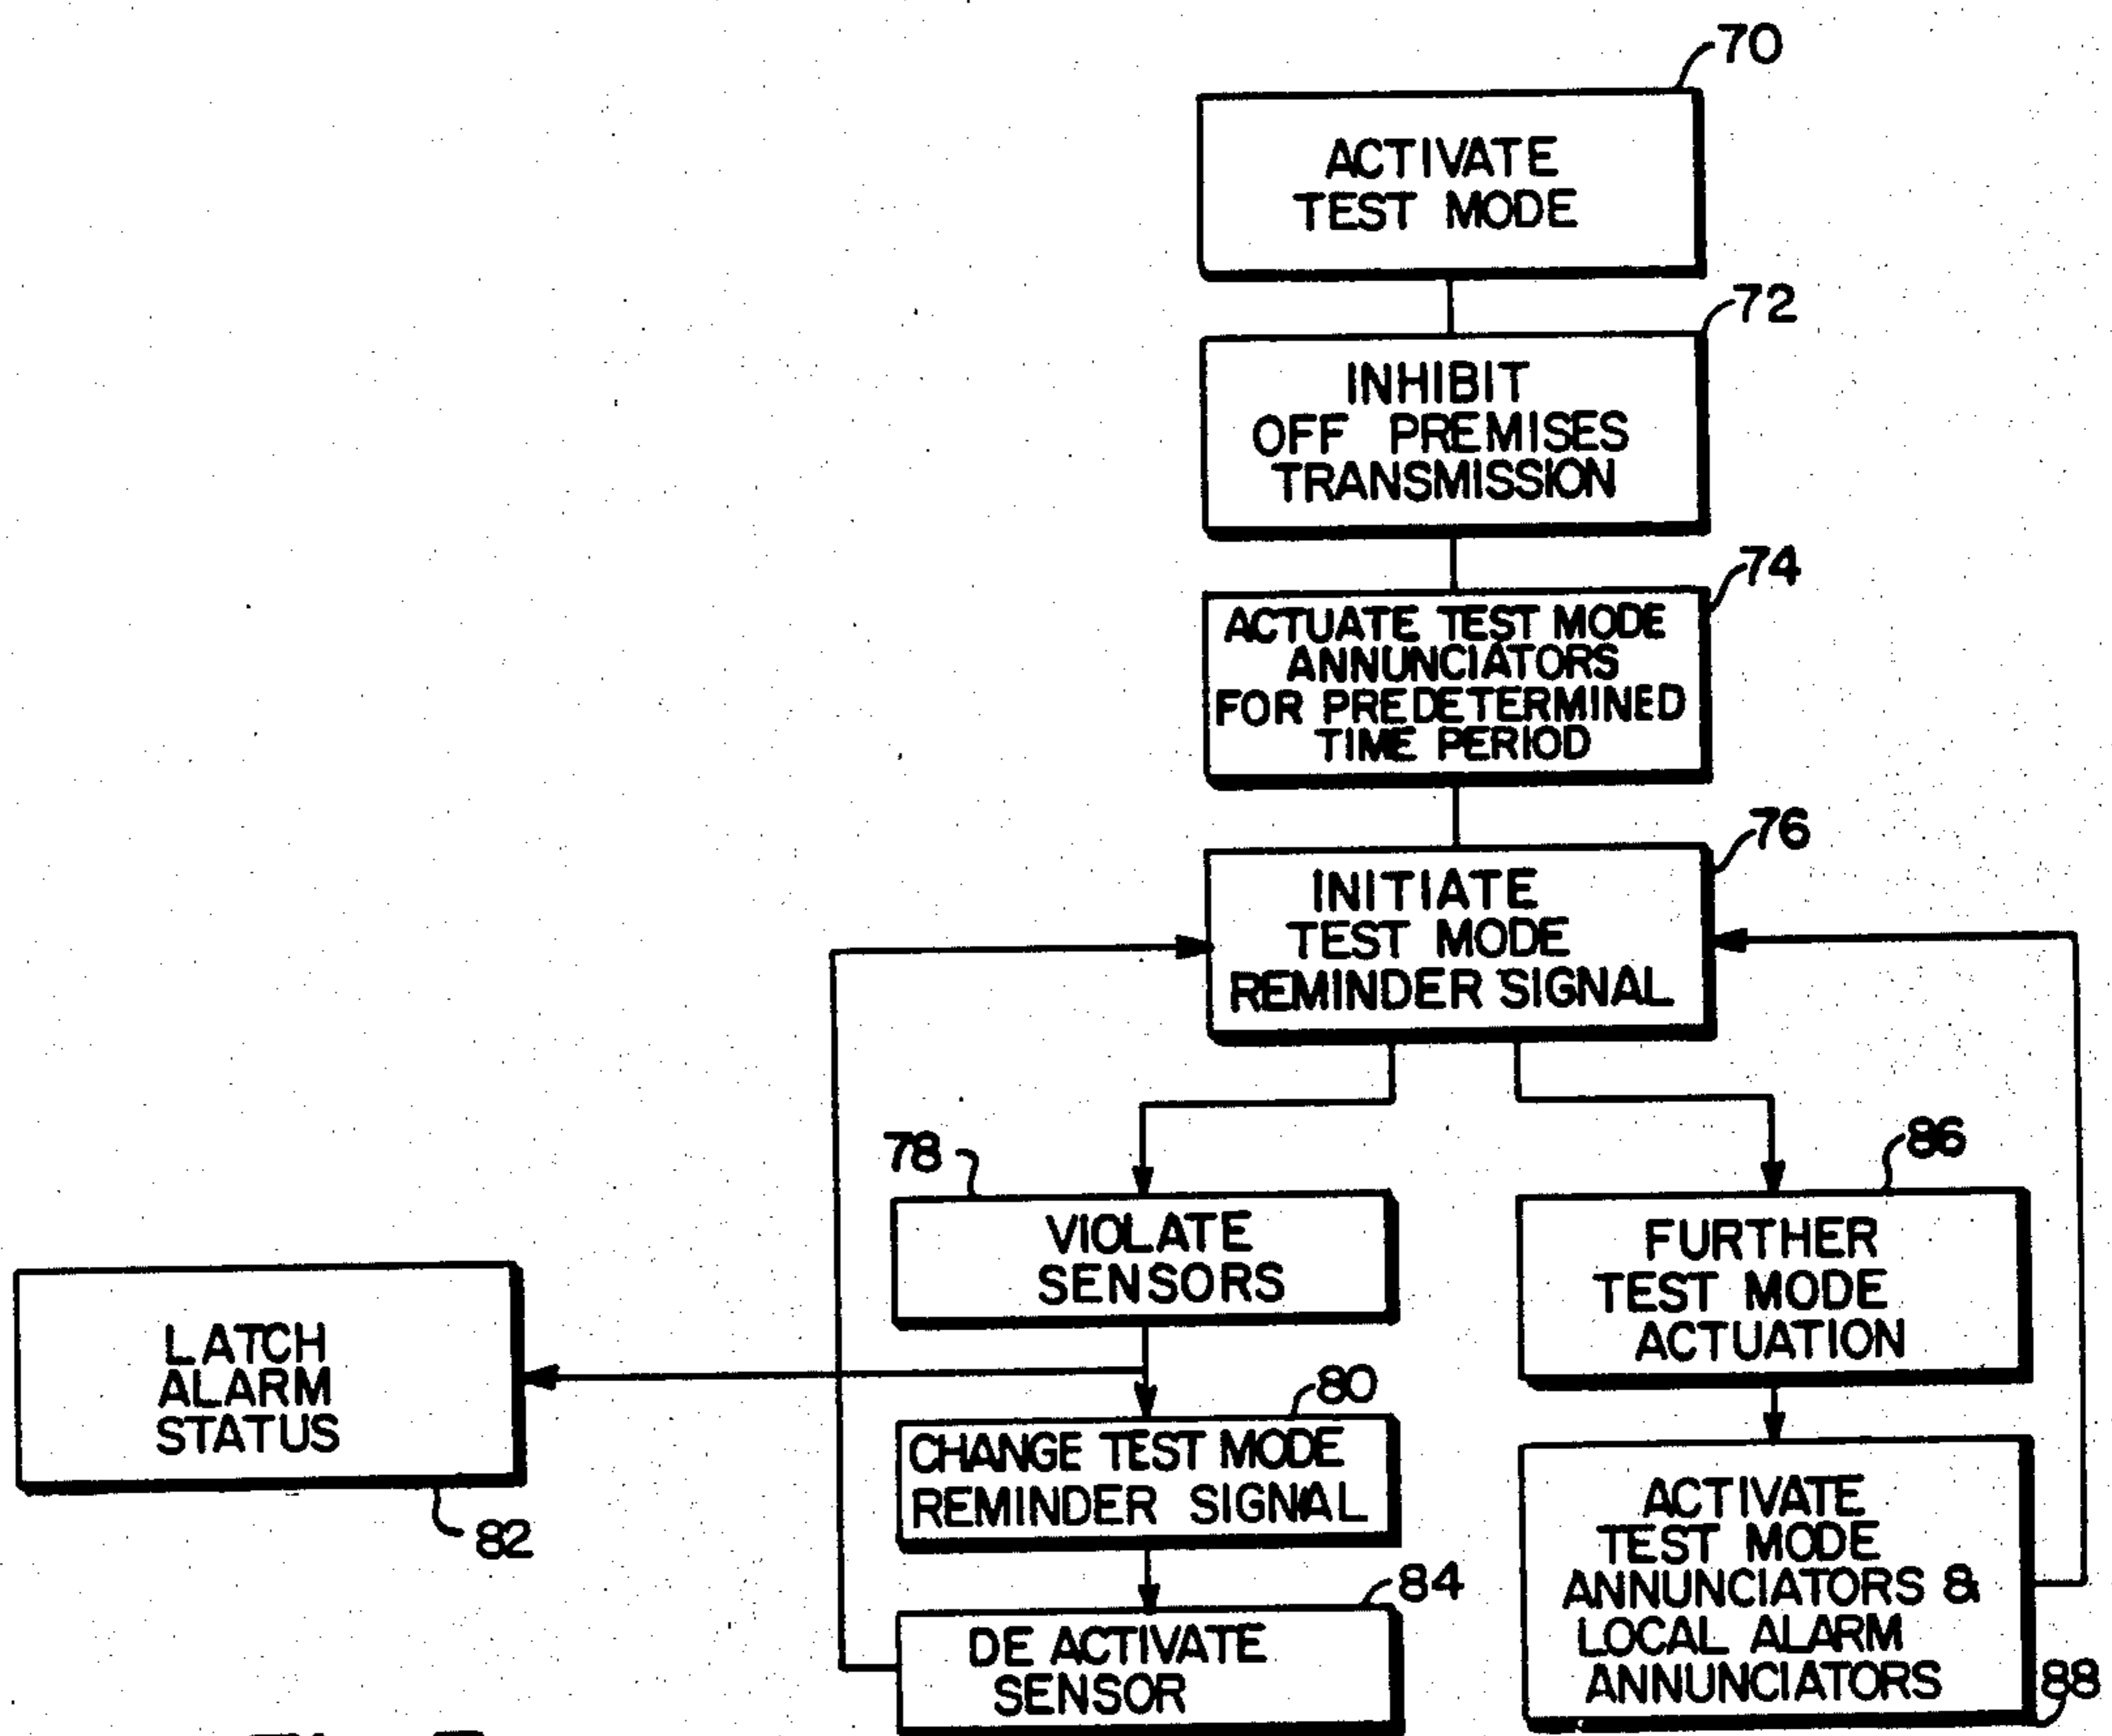 70
ACTIVATE
TEST MODE
72
INHIBIT
OFF PREMISES
TRANSMISSION
74
ACTUATE TEST MODE
ANNUNCIATORS
FOR PREDETERMINED
TIME PERIOD
76
INITIATE
TEST MODE
REMINDER SIGNAL
78
VIOLATE
SENSORS
86
FURTHER
TEST MODE
ACTUATION
LATCH
ALARM
STATUS
82
80
CHANGE TEST MODE
REMINDER SIGNAL
84
DE ACTIVATE
SENSOR
ACTIVATE
TEST MODE
ANNUNCIATORS &
LOCAL ALARM
ANNUNCIATORS
88